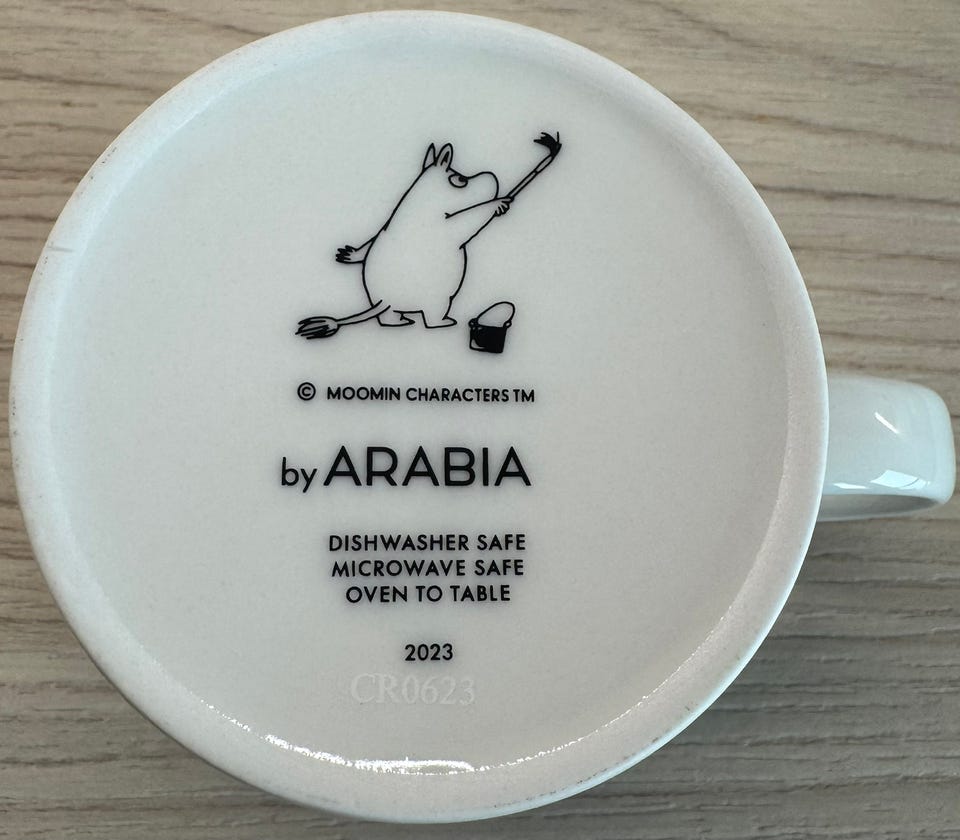 © MOOMIN CHARACTERS TM
by ARABIA
DISHWASHER SAFE
MICROWAVE SAFE
OVEN TO TABLE
2023
CR0623